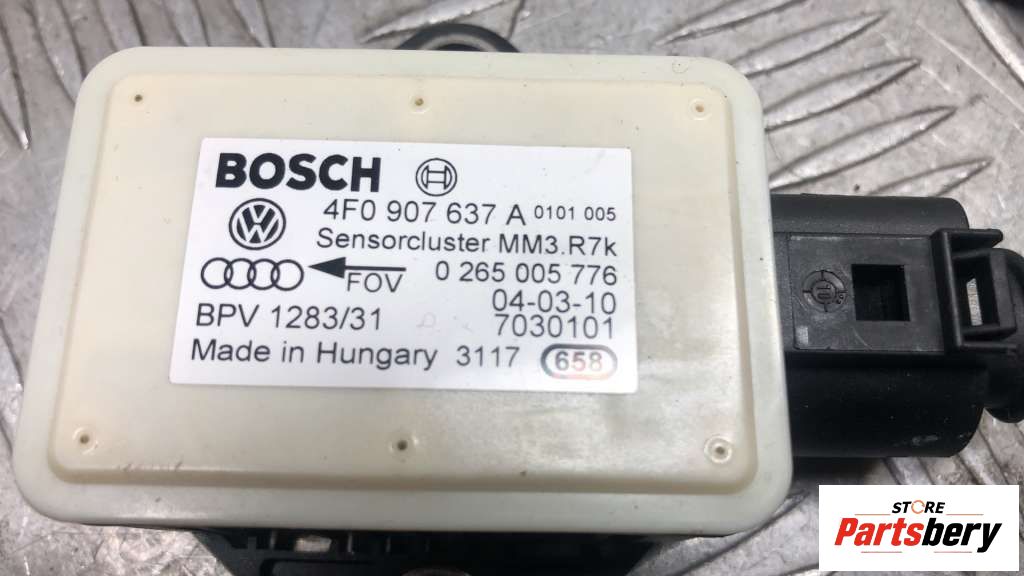 BOSCH
4F0 907 637 A 0101 005
Sensorcluster MM3.R7k
FOV 0 265 005 776
04-03-10
BPV 1283/31 7030101
Made in Hungary 3117 658
STORE
Partsbery